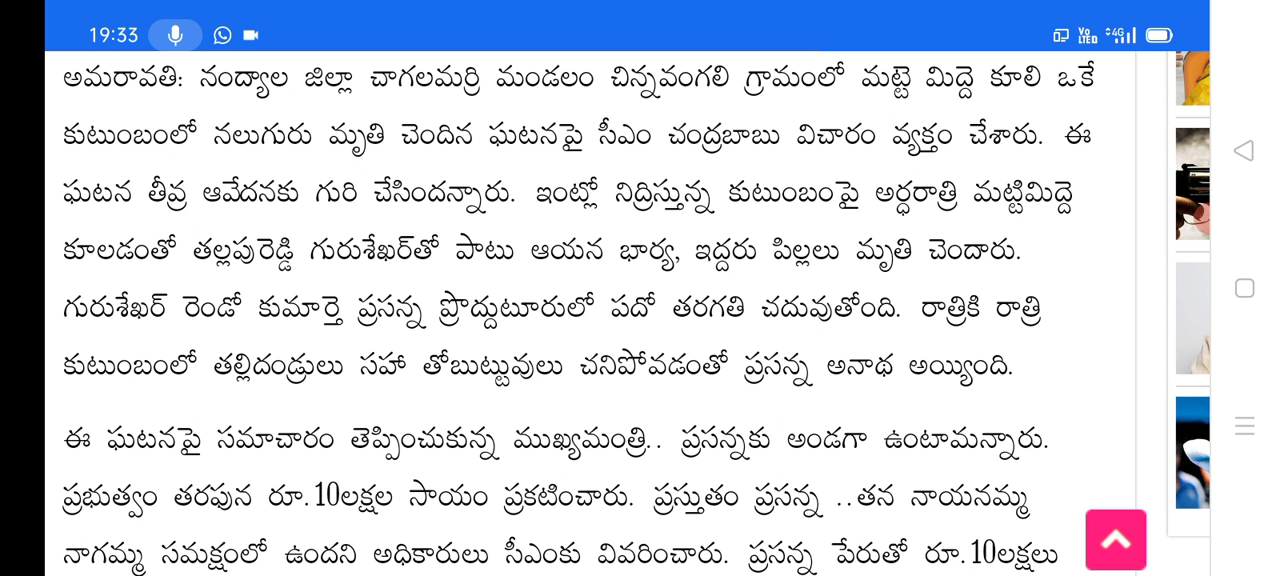 19:33
అమరావతి: నంద్యాల జిల్లా చాగలమర్రి మండలం చిన్నవంగలి గ్రామంలో మట్టె మిద్దె కూలి ఒకే
కుటుంబంలో నలుగురు మృతి చెందిన ఘటనపై సీఎం చంద్రబాబు విచారం వ్యక్తం చేశారు. ఈ
ఘటన తీవ్ర ఆవేదనకు గురి చేసిందన్నారు. ఇంట్లో నిద్రిస్తున్న కుటుంబంపై అర్ధరాత్రి మట్టిమిద్దె
కూలడంతో తల్లపురెడ్డి గురుశేఖర్‌తో పాటు ఆయన భార్య, ఇద్దరు పిల్లలు మృతి చెందారు.
గురుశేఖర్ రెండో కుమార్తె ప్రసన్న ప్రొద్దుటూరులో పదో తరగతి చదువుతోంది. రాత్రికి రాత్రి
కుటుంబంలో తల్లిదండ్రులు సహా తోబుట్టువులు చనిపోవడంతో ప్రసన్న అనాథ అయ్యింది.
ఈ ఘటనపై సమాచారం తెప్పించుకున్న ముఖ్యమంత్రి.. ప్రసన్నకు అండగా ఉంటామన్నారు.
ప్రభుత్వం తరఫున రూ.10లక్షల సాయం ప్రకటించారు. ప్రస్తుతం ప్రసన్న ..తన నాయనమ్మ
నాగమ్మ సమక్షంలో ఉందని అధికారులు సీఎంకు వివరించారు. ప్రసన్న పేరుతో రూ.10లక్షలు